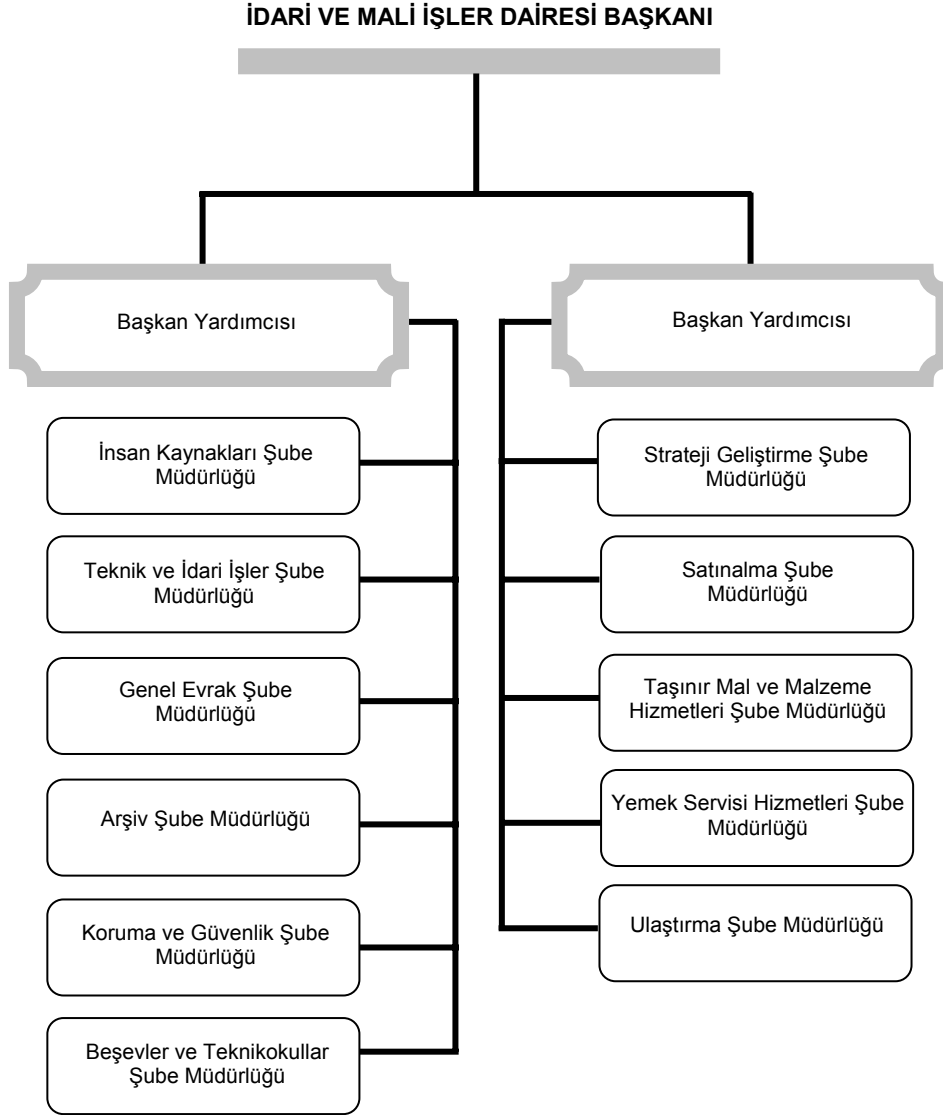 İDARİ VE MALİ İŞLER DAİRESİ BAŞKANI
Başkan Yardımcısı
İnsan Kaynakları Şube
Müdürlüğü
Teknik ve İdari İşler Şube
Müdürlüğü
Genel Evrak Şube
Müdürlüğü
Arşiv Şube Müdürlüğü
Koruma ve Güvenlik Şube
Müdürlüğü
Beşevler ve Teknikokullar
Şube Müdürlüğü
Başkan Yardımcısı
Strateji Geliştirme Şube
Müdürlüğü
Satınalma Şube
Müdürlüğü
Taşınır Mal ve Malzeme
Hizmetleri Şube Müdürlüğü
Yemek Servisi Hizmetleri Şube
Müdürlüğü
Ulaştırma Şube Müdürlüğü